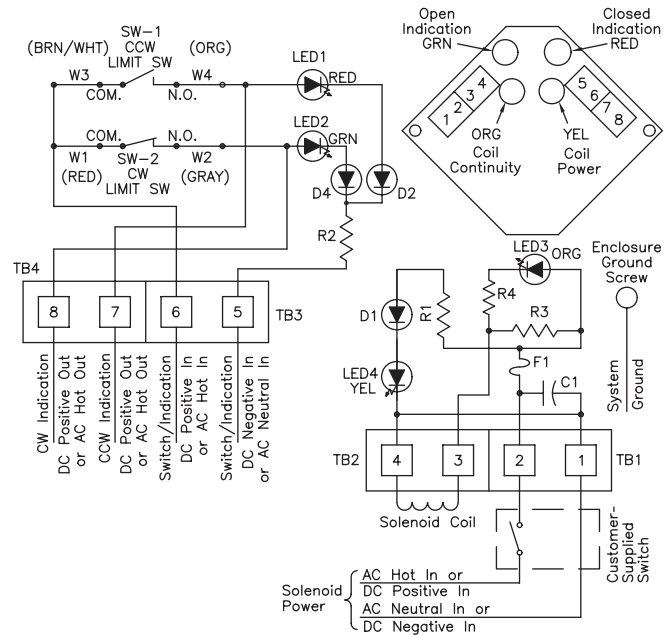 SW-1
(BRN/WHT) CCW (ORG)
LIMIT SW
W3 W4
COM. N.O.
LED1
RED
LED2
GRN
COM. N.O.
W1 W2
SW-2
(RED) CW (GRAY)
LIMIT SW
D4 D2
R2
TB4
8 7 6 5
TB3
CW Indication
DC Positive Out
or AC Hot Out
CCW Indication
DC Positive Out
or AC Hot Out
Switch/Indication
DC Positive In
or AC Hot In
Switch/Indication
DC Negative In
or AC Neutral In
Open
Indication
GRN
Closed
Indication
RED
1 2 3 4
5 6 7 8
ORG
Coil
Continuity
YEL
Coil
Power
LED3
ORG
Enclosure
Ground
Screw
R4
R3
D1
R1
F1
C1
LED4
YEL
System
Ground
TB2
4 3 2 1
TB1
Solenoid Coil
Customer-
Supplied
Switch
Solenoid
Power
AC Hot In or
DC Positive In
AC Neutral In or
DC Negative In